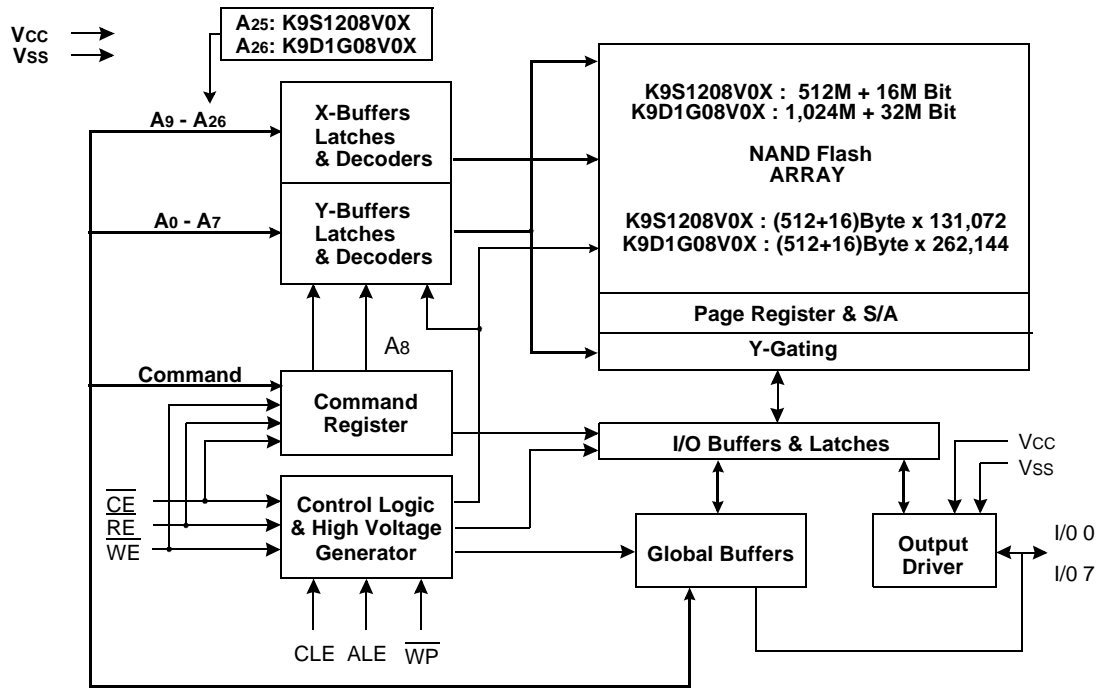 VCC
VSS
A25: K9S1208V0X
A26: K9D1G08V0X
A9 - A26
X-Buffers
Latches
& Decoders
A0 - A7
Y-Buffers
Latches
& Decoders
K9S1208V0X : 512M + 16M Bit
K9D1G08V0X : 1,024M + 32M Bit
NAND Flash
ARRAY
K9S1208V0X : (512+16)Byte x 131,072
K9D1G08V0X : (512+16)Byte x 262,144
Page Register & S/A
Y-Gating
A8
Command
Command
Register
I/O Buffers & Latches
VCC
VSS
CE
RE
WE
Control Logic
& High Voltage
Generator
Global Buffers
Output
Driver
I/0 0
I/0 7
CLE
ALE
WP